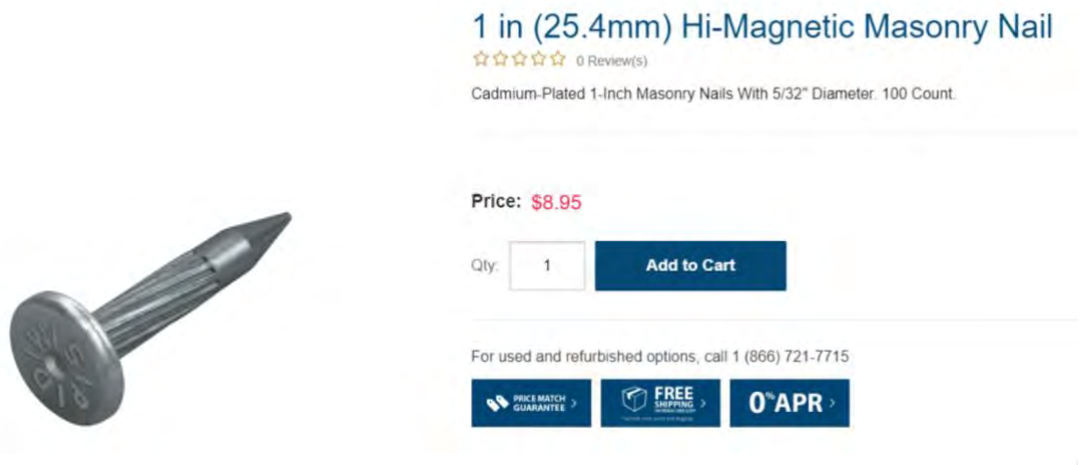 1 in (25.4mm) Hi-Magnetic Masonry Nail
0 Review(s)
Cadmium-Plated 1-Inch Masonry Nails With 5/32" Diameter. 100 Count.
Price: $8.95
Qty: 1 Add to Cart
For used and refurbished options, call 1 (866) 721-7715
PRICE MATCH
GUARANTEE >
FREE
SHIPPING >
0% APR >